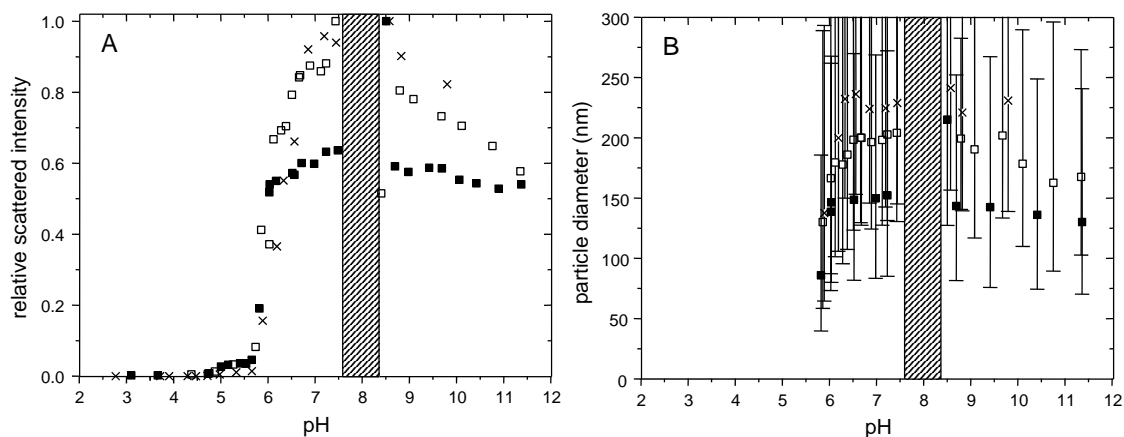 A
1.0
0.8
0.6
0.4
0.2
0.0
relative scattered intensity
2 3 4 5 6 7 8 9 10 11 12
pH
B
300
250
200
150
100
50
0
particle diameter (nm)
2 3 4 5 6 7 8 9 10 11 12
pH